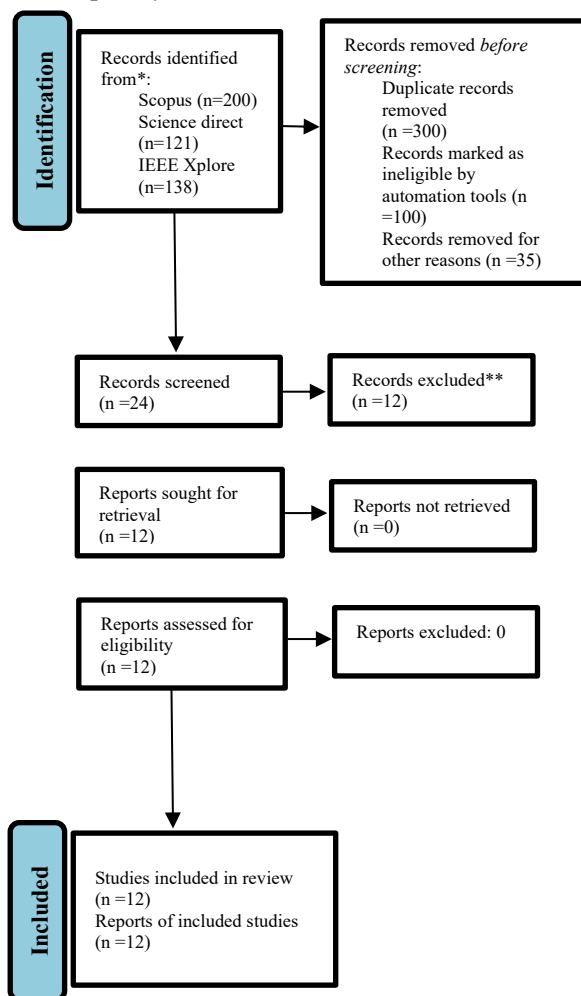 Identification
Records identified
from*:
Scopus (n=200)
Science direct
(n=121)
IEEE Xplore
(n=138)
Records removed before
screening:
Duplicate records
removed
(n =300)
Records marked as
ineligible by
automation tools (n
=100)
Records removed for
other reasons (n =35)
Records screened
(n =24)
Records excluded**
(n =12)
Reports sought for
retrieval
(n =12)
Reports not retrieved
(n =0)
Reports assessed for
eligibility
(n =12)
Reports excluded: 0
Included
Studies included in review
(n =12)
Reports of included studies
(n =12)